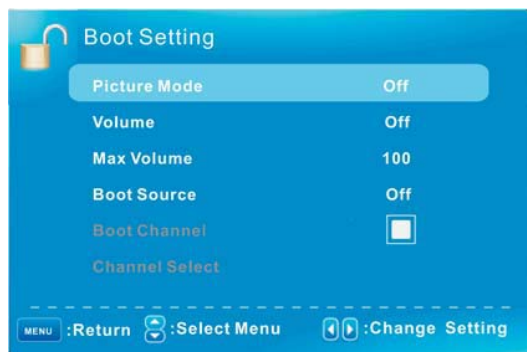 Boot Setting
Picture Mode Off
Volume Off
Max Volume 100
Boot Source Off
Boot Channel
Channel Select
MENU :Return :Select Menu :Change Setting